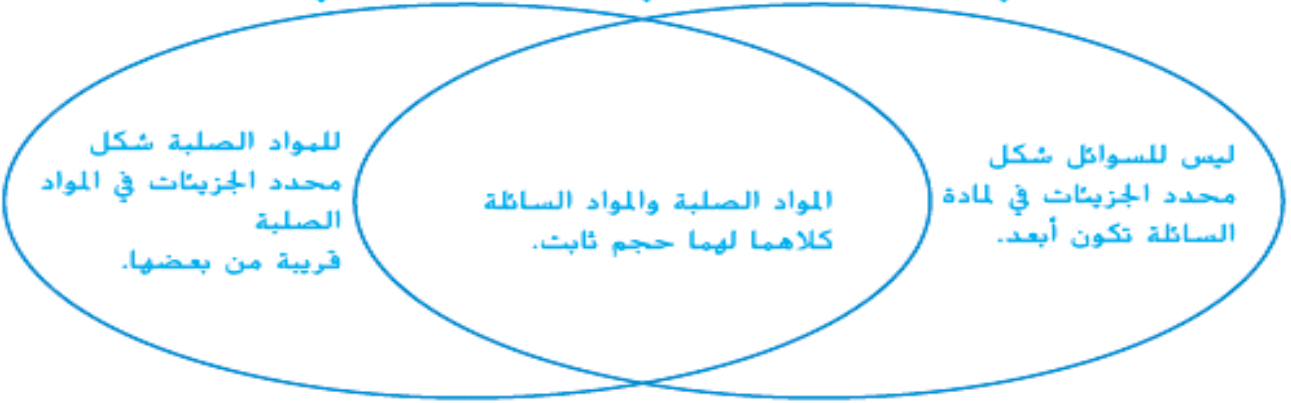 ليس للسوائل شكل
محدد الجزيئات في لمادة
السائلة تكون أبعد.
المواد الصلبة والمواد السائلة
كلاهما لهما حجم ثابت.
للمواد الصلبة شكل
محدد الجزيئات في المواد
الصلبة
قريبة من بعضها.